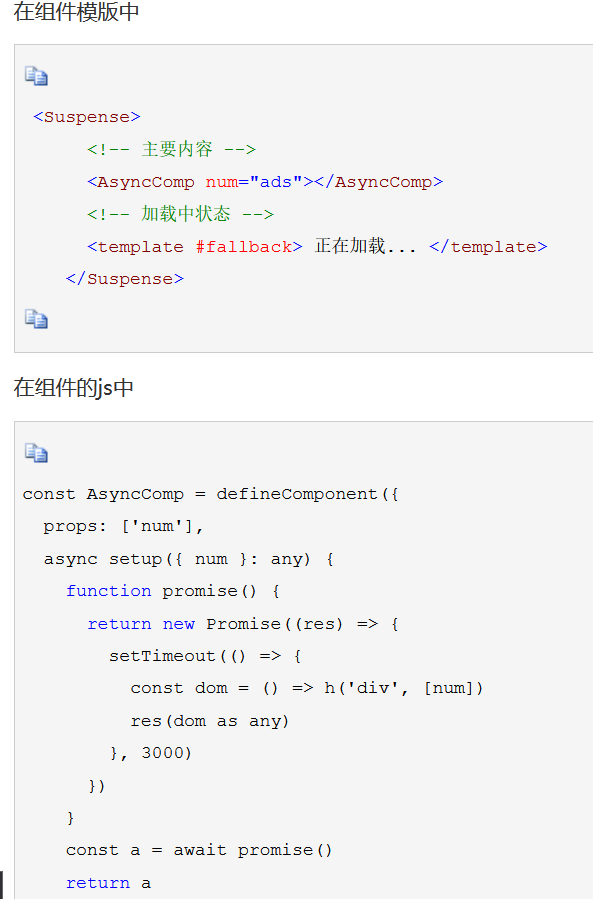 在组件模版中
<Suspense>
<!-- 主要内容 -->
<AsyncComp num="ads"></AsyncComp>
<!-- 加载中状态 -->
<template #fallback> 正在加载... </template>
</Suspense>
在组件的js中
const AsyncComp = defineComponent({
props: ['num'],
async setup({ num }: any) {
function promise() {
return new Promise((res) => {
setTimeout(() => {
const dom = () => h('div', [num])
res(dom as any)
}, 3000)
})
}
const a = await promise()
return a